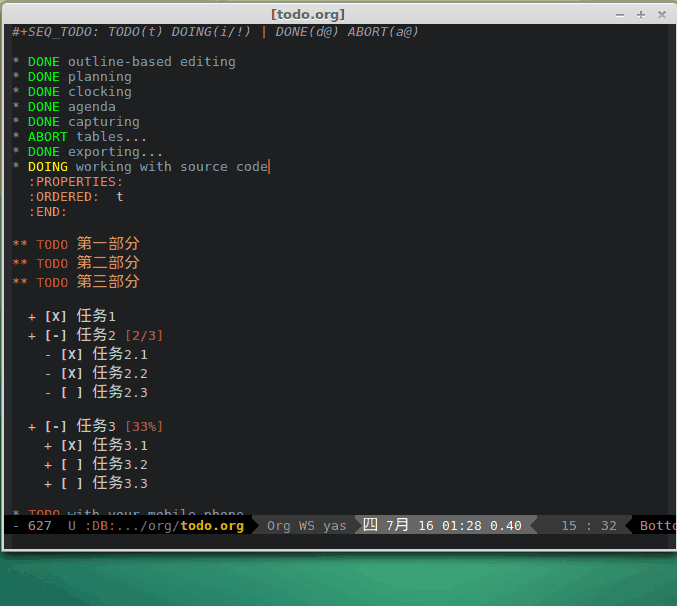 [todo.org]
#+SEQ_TODO: TODO(t) DOING(i/!) | DONE(d@) ABORT(a@)
* DONE outline-based editing
* DONE planning
* DONE clocking
* DONE agenda
* DONE capturing
* ABORT tables...
* DONE exporting...
* DOING working with source code
:PROPERTIES:
:ORDERED: t
:END:
** TODO 第一部分
** TODO 第二部分
** TODO 第三部分
+ [X] 任务1
+ [-] 任务2 [2/3]
- [X] 任务2.1
- [X] 任务2.2
- [ ] 任务2.3
+ [-] 任务3 [33%]
+ [X] 任务3.1
+ [ ] 任务3.2
+ [ ] 任务3.3
* TODO with your mobile phone
- 627 U :DB:.../org/todo.org Org WS yas 四 7月 16 01:28 0.40 15 : 32 Botto